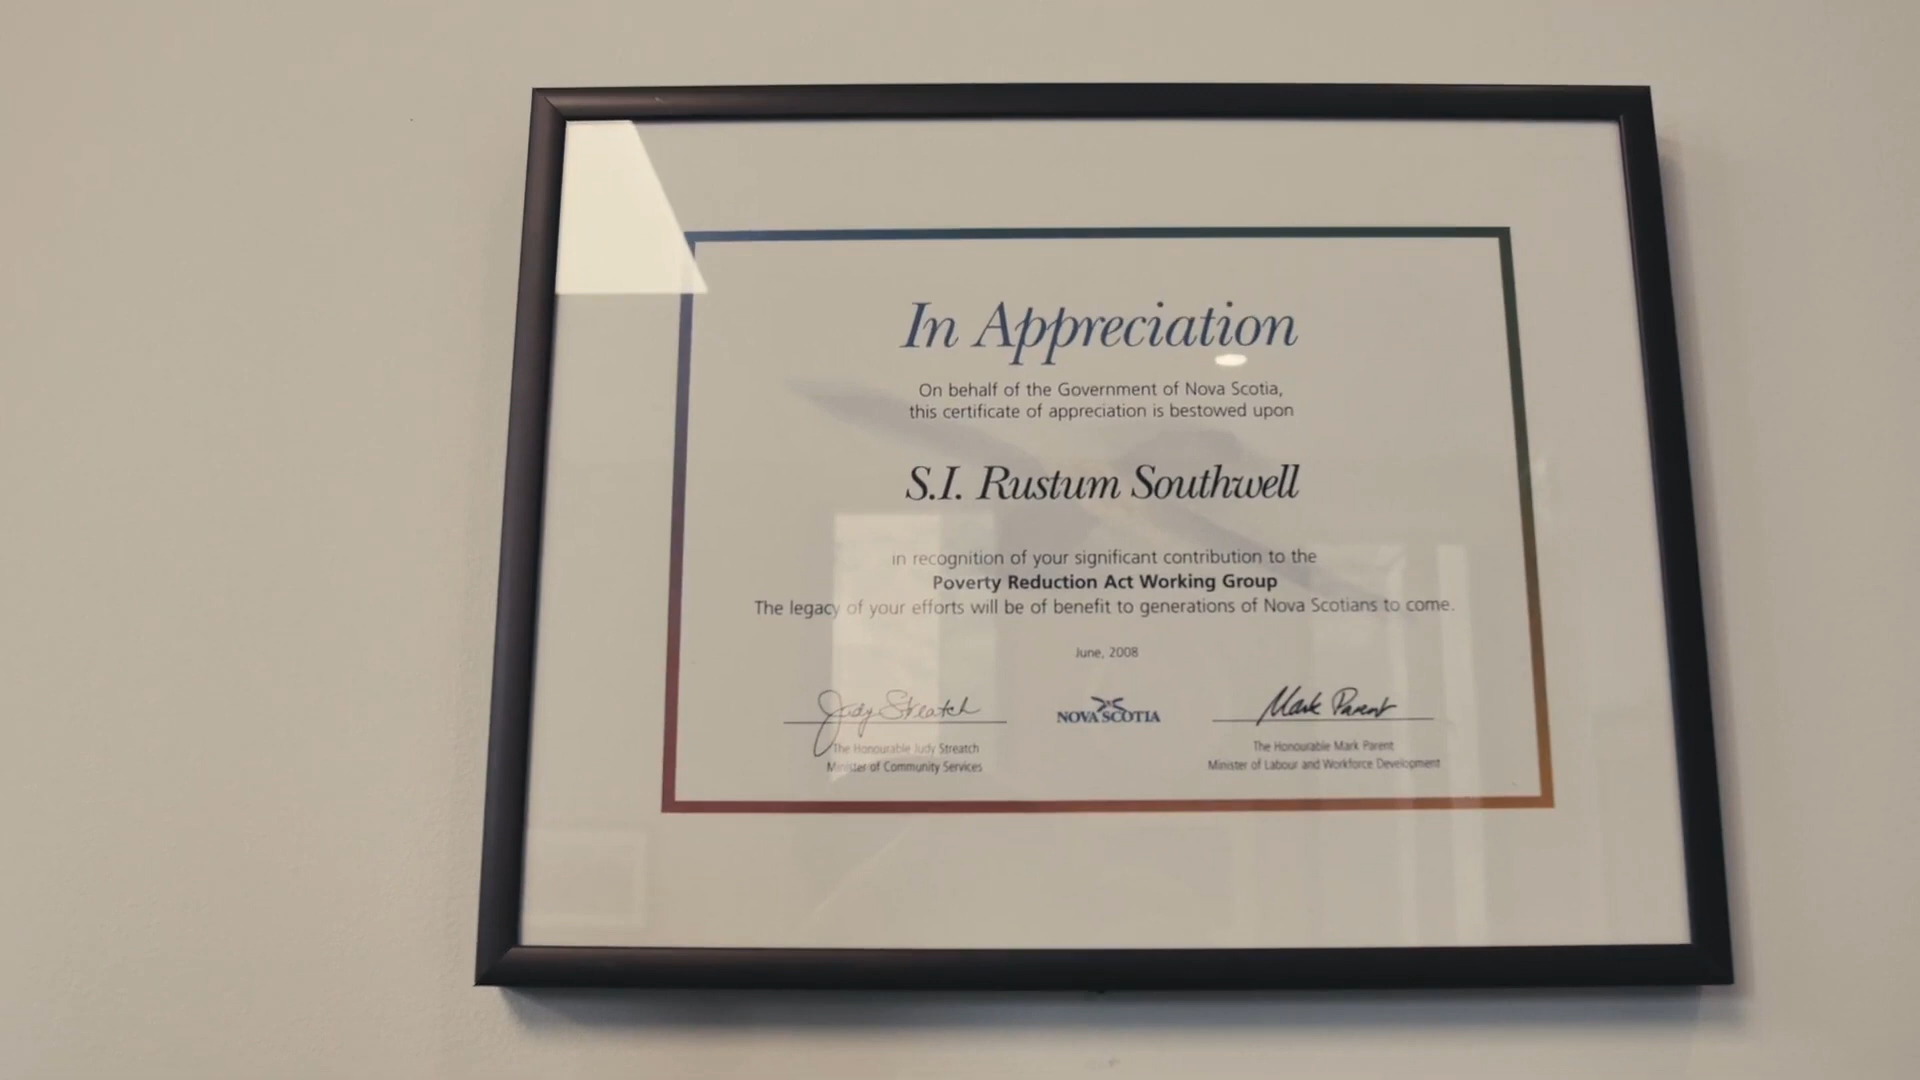 In Appreciation
On behalf of the Government of Nova Scotia,
this certificate of appreciation is bestowed upon
S.I. Rustum Southwell
in recognition of your significant contribution to the
Poverty Reduction Act Working Group
The legacy of your efforts will be of benefit to generations of Nova Scotians to come.
June, 2008
Judy Streatch
NOVA SCOTIA
Mark Parent
The Honourable Judy Streatch
Minister of Community Services
The Honourable Mark Parent
Minister of Labour and Workforce Development